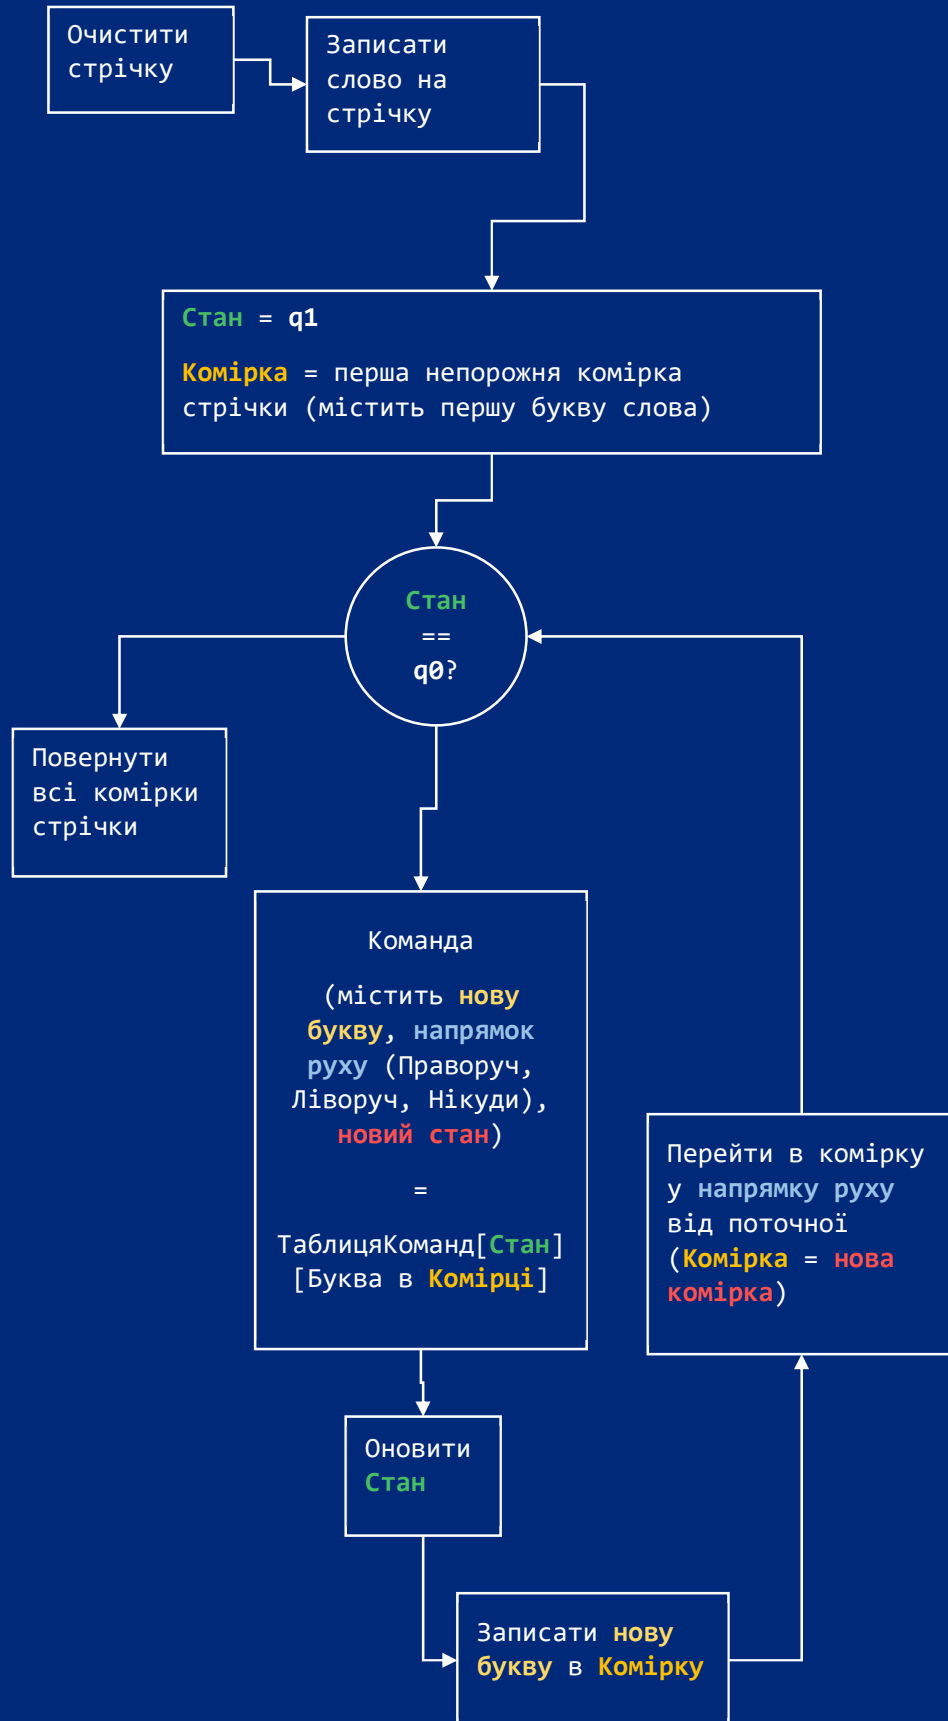 Очистити
стрічку
Записати
слово на
стрічку
Стан = q1
Комірка = перша непорожня комірка
стрічки (містить першу букву слова)
Стан
==
q0?
Повернути
всі комірки
стрічки
Команда
(містить нову
букву, напрямок
руху (Праворуч,
Ліворуч, Нікуди),
новий стан)
=
ТаблицяКоманд[Стан]
[Буква в Комірці]
Перейти в комірку
у напрямку руху
від поточної
(Комірка = нова
комірка)
Оновити
Стан
Записати нову
букву в Комірку